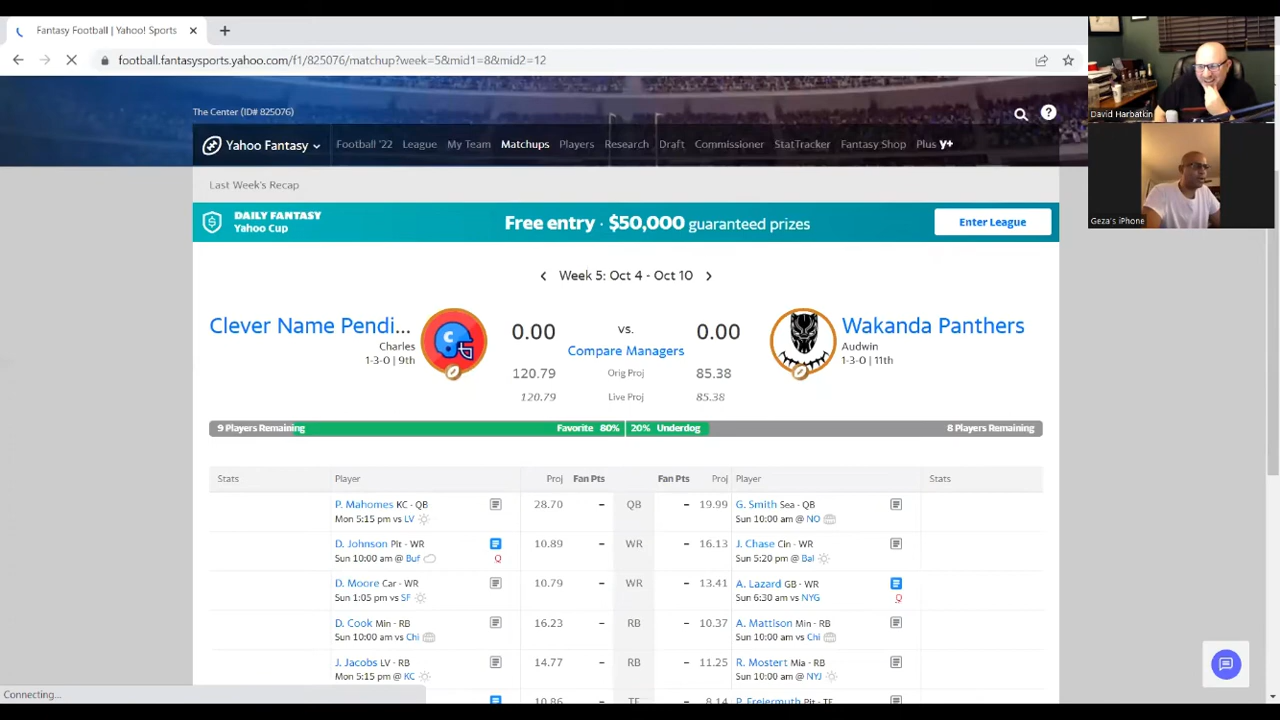 Fantasy Football | Yahoo! Sports
football.fantasysports.yahoo.com/f1/825076/matchup?week=5&mid1=8&mid2=12
David Harbatkin
Geza's iPhone
The Center (ID# 825076)
Yahoo Fantasy Football '22 League My Team Matchups Players Research Draft Commissioner StatTracker Fantasy Shop Plus y+
Last Week's Recap
DAILY FANTASY
Yahoo Cup
Free entry · $50,000 guaranteed prizes
Enter League
Week 5: Oct 4 - Oct 10
Clever Name Pendi... 0.00 vs. 0.00 Wakanda Panthers
Charles Compare Managers Audwin
1-3-0 | 9th 1-3-0 | 11th
120.79 Orig Proj 85.38
120.79 Live Proj 85.38
9 Players Remaining Favorite 80% 20% Underdog 8 Players Remaining
Stats Player Proj Fan Pts Fan Pts Proj Player Stats
P. Mahomes KC - QB 28.70 – QB – 19.99 G. Smith Sea - QB
Mon 5:15 pm vs LV Sun 10:00 am @ NO
D. Johnson Pit - WR 10.89 – WR – 16.13 J. Chase Cin - WR
Sun 10:00 am @ Buf Q Sun 5:20 pm @ Bal
D. Moore Car - WR 10.79 – WR – 13.41 A. Lazard GB - WR
Sun 1:05 pm vs SF Sun 6:30 am vs NYG Q
D. Cook Min - RB 16.23 – RB – 10.37 A. Mattison Min - RB
Sun 10:00 am vs Chi Sun 10:00 am vs Chi
J. Jacobs LV - RB 14.77 – RB – 11.25 R. Mostert Mia - RB
Mon 5:15 pm @ KC Sun 10:00 am @ NYJ
10.86 TE 8.14 P. Freiermuth Pit - TE
Connecting...